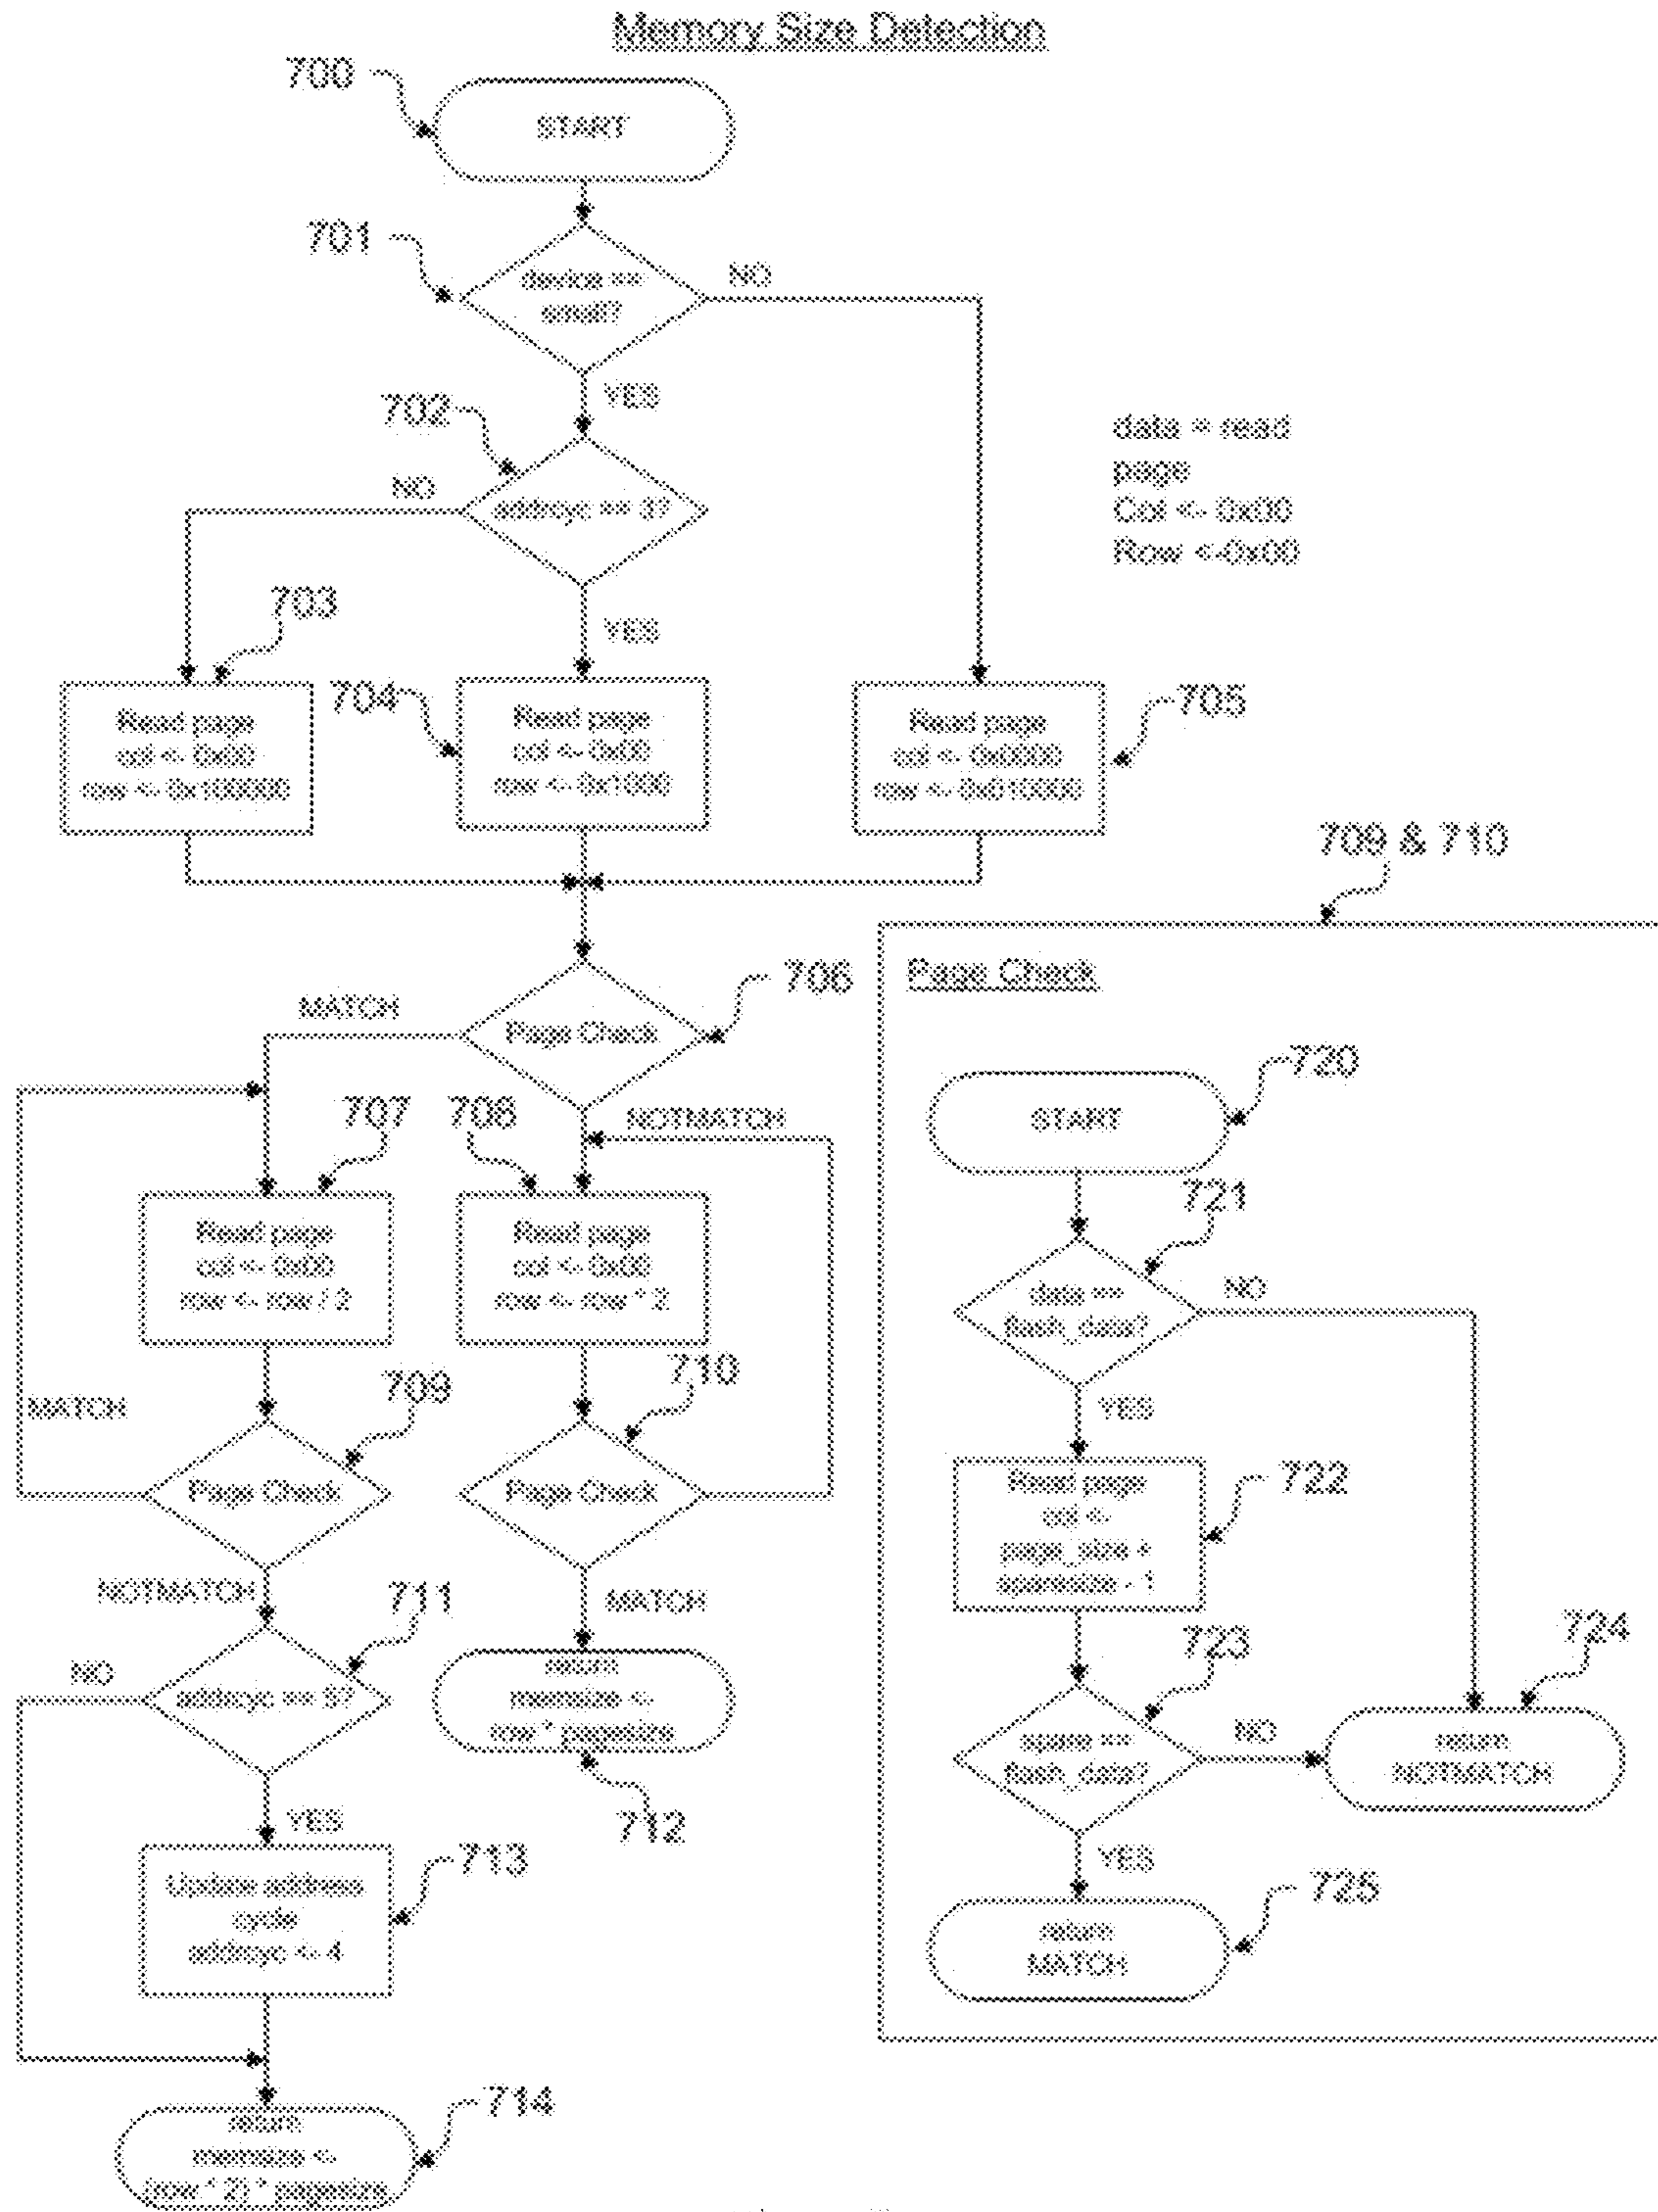 Memory Size Detection
700
START
701
device ==
small?
NO
YES
702
addrcyc == 3?
NO
YES
data = read
page
Col <- 0x00
Row <-0x00
703
Read page
col <- 0x00
row <- 0x100000
704
Read page
col <- 0x00
row <- 0x1000
705
Read page
col <- 0x0000
row <- 0x010000
709 & 710
706
Page Check
MATCH
NOTMATCH
707
Read page
col <- 0x00
row <- row / 2
708
Read page
col <- 0x00
row <- row * 2
709
Page Check
MATCH
NOTMATCH
710
Page Check
MATCH
711
NO
YES
return
memsize <-
row * pagesize
712
Update address
cycle
addrcyc <- 4
713
return
memsize <-
(row * 2) * pagesize
714
Page Check
720
START
721
data ==
flash_data?
NO
YES
Read page
col <-
page_size +
sparesize - 1
722
723
spare ==
flash_data?
NO
YES
724
return
NOTMATCH
return
MATCH
725